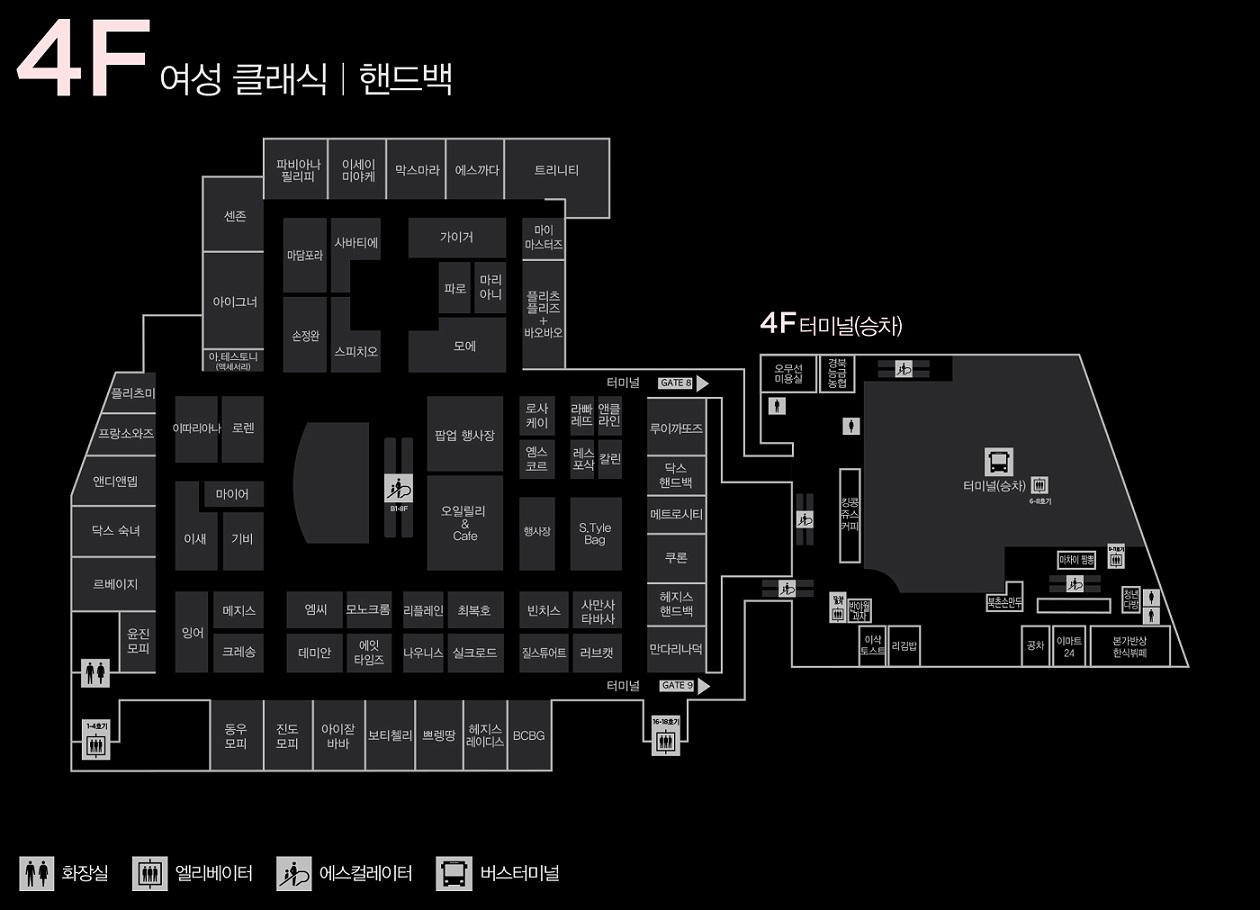 4F 여성 클래식 | 핸드백
파비아나
필리피
이세이
미야케
막스마라
에스까다
트리니티
센존
아이그너
아.테스토니
(액세서리)
마담포라
사바티에
손정완
스피치오
가이거
파로
마리
아니
모에
마이
마스터즈
플리츠
플리즈
+
바오바오
4F 터미널(승차)
터미널
GATE 8
플리츠미
프랑소와즈
앤디앤뎁
닥스 숙녀
르베이지
윤진
모피
이따리아나
로렌
마이어
이새
기비
B1-8F
팝업 행사장
오일릴리
&
Cafe
로사
케이
라빠
레뜨
앤클
라인
옘스
코르
레스
포삭
칼린
행사장
S.Tyle
Bag
루이까또즈
닥스
핸드백
메트로시티
쿠론
헤지스
핸드백
만다리나덕
잉어
메지스
크레송
엠씨
모노크롬
데미안
에잇
타임즈
리플레인
최복호
나우니스
실크로드
빈치스
사만사
타바사
질스튜어트
러브캣
터미널
GATE 9
1-4호기
16-18호기
동우
모피
진도
모피
아이잗
바바
보티첼리
쁘렝땅
헤지스
레이디스
BCBG
오무선
미용실
경북
능금
농협
킹콩
쥬스
커피
터미널(승차)
6-8호기
마차이 짬뽕
북촌손만두
청년
다방
이삭
토스트
리김밥
공차
이마트
24
본가반상
한식뷔페
화장실
엘리베이터
에스컬레이터
버스터미널